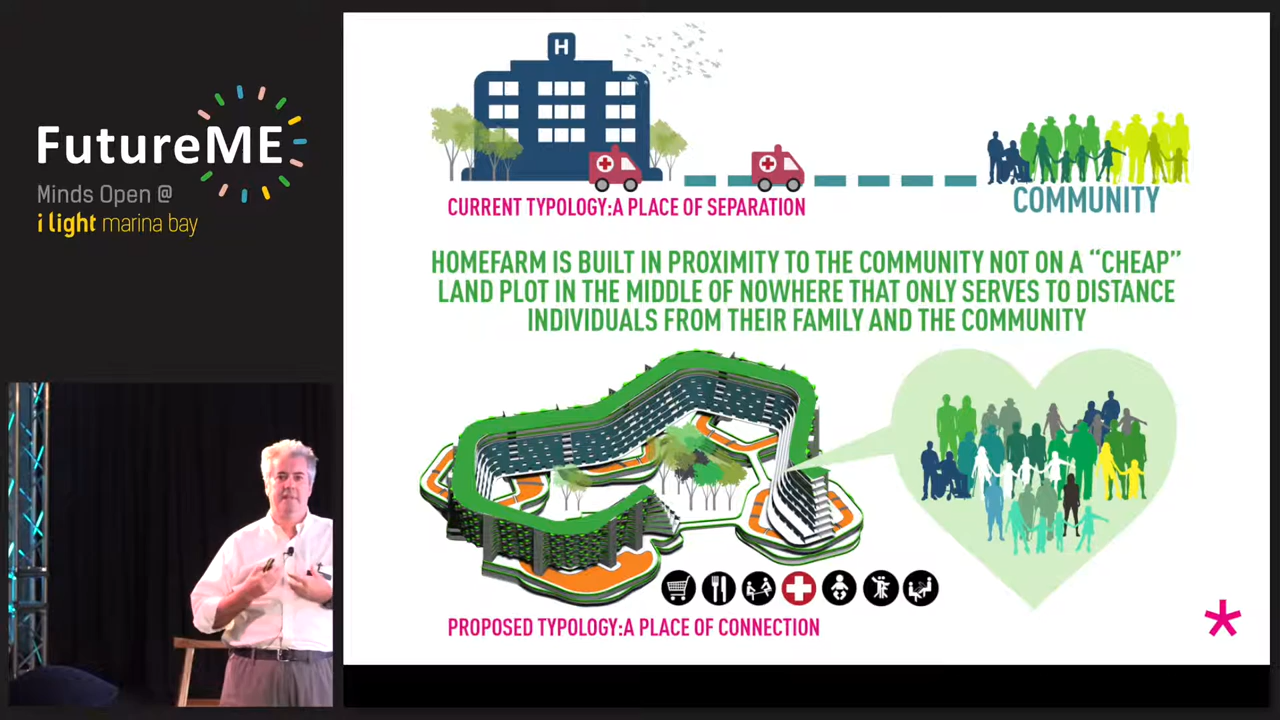 FutureME
Minds Open @
i light marina bay
H
CURRENT TYPOLOGY:A PLACE OF SEPARATION
COMMUNITY
HOMEFARM IS BUILT IN PROXIMITY TO THE COMMUNITY NOT ON A “CHEAP”
LAND PLOT IN THE MIDDLE OF NOWHERE THAT ONLY SERVES TO DISTANCE
INDIVIDUALS FROM THEIR FAMILY AND THE COMMUNITY
PROPOSED TYPOLOGY:A PLACE OF CONNECTION